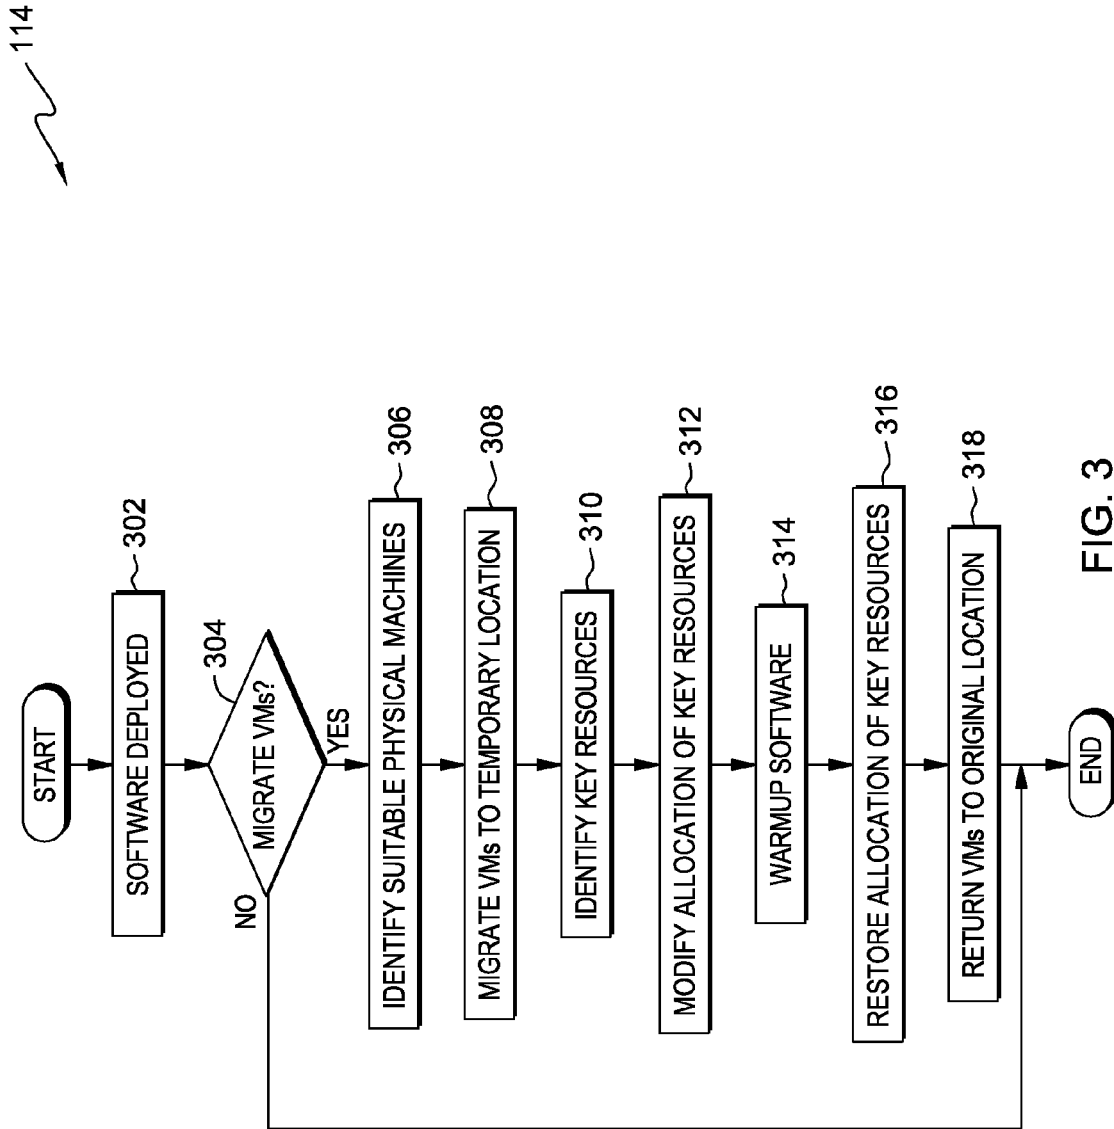 114
START
SOFTWARE DEPLOYED
302
MIGRATE VMs?
304
NO
YES
IDENTIFY SUITABLE PHYSICAL MACHINES
306
MIGRATE VMs TO TEMPORARY LOCATION
308
IDENTIFY KEY RESOURCES
310
MODIFY ALLOCATION OF KEY RESOURCES
312
WARMUP SOFTWARE
314
RESTORE ALLOCATION OF KEY RESOURCES
316
RETURN VMs TO ORIGINAL LOCATION
318
END
FIG. 3